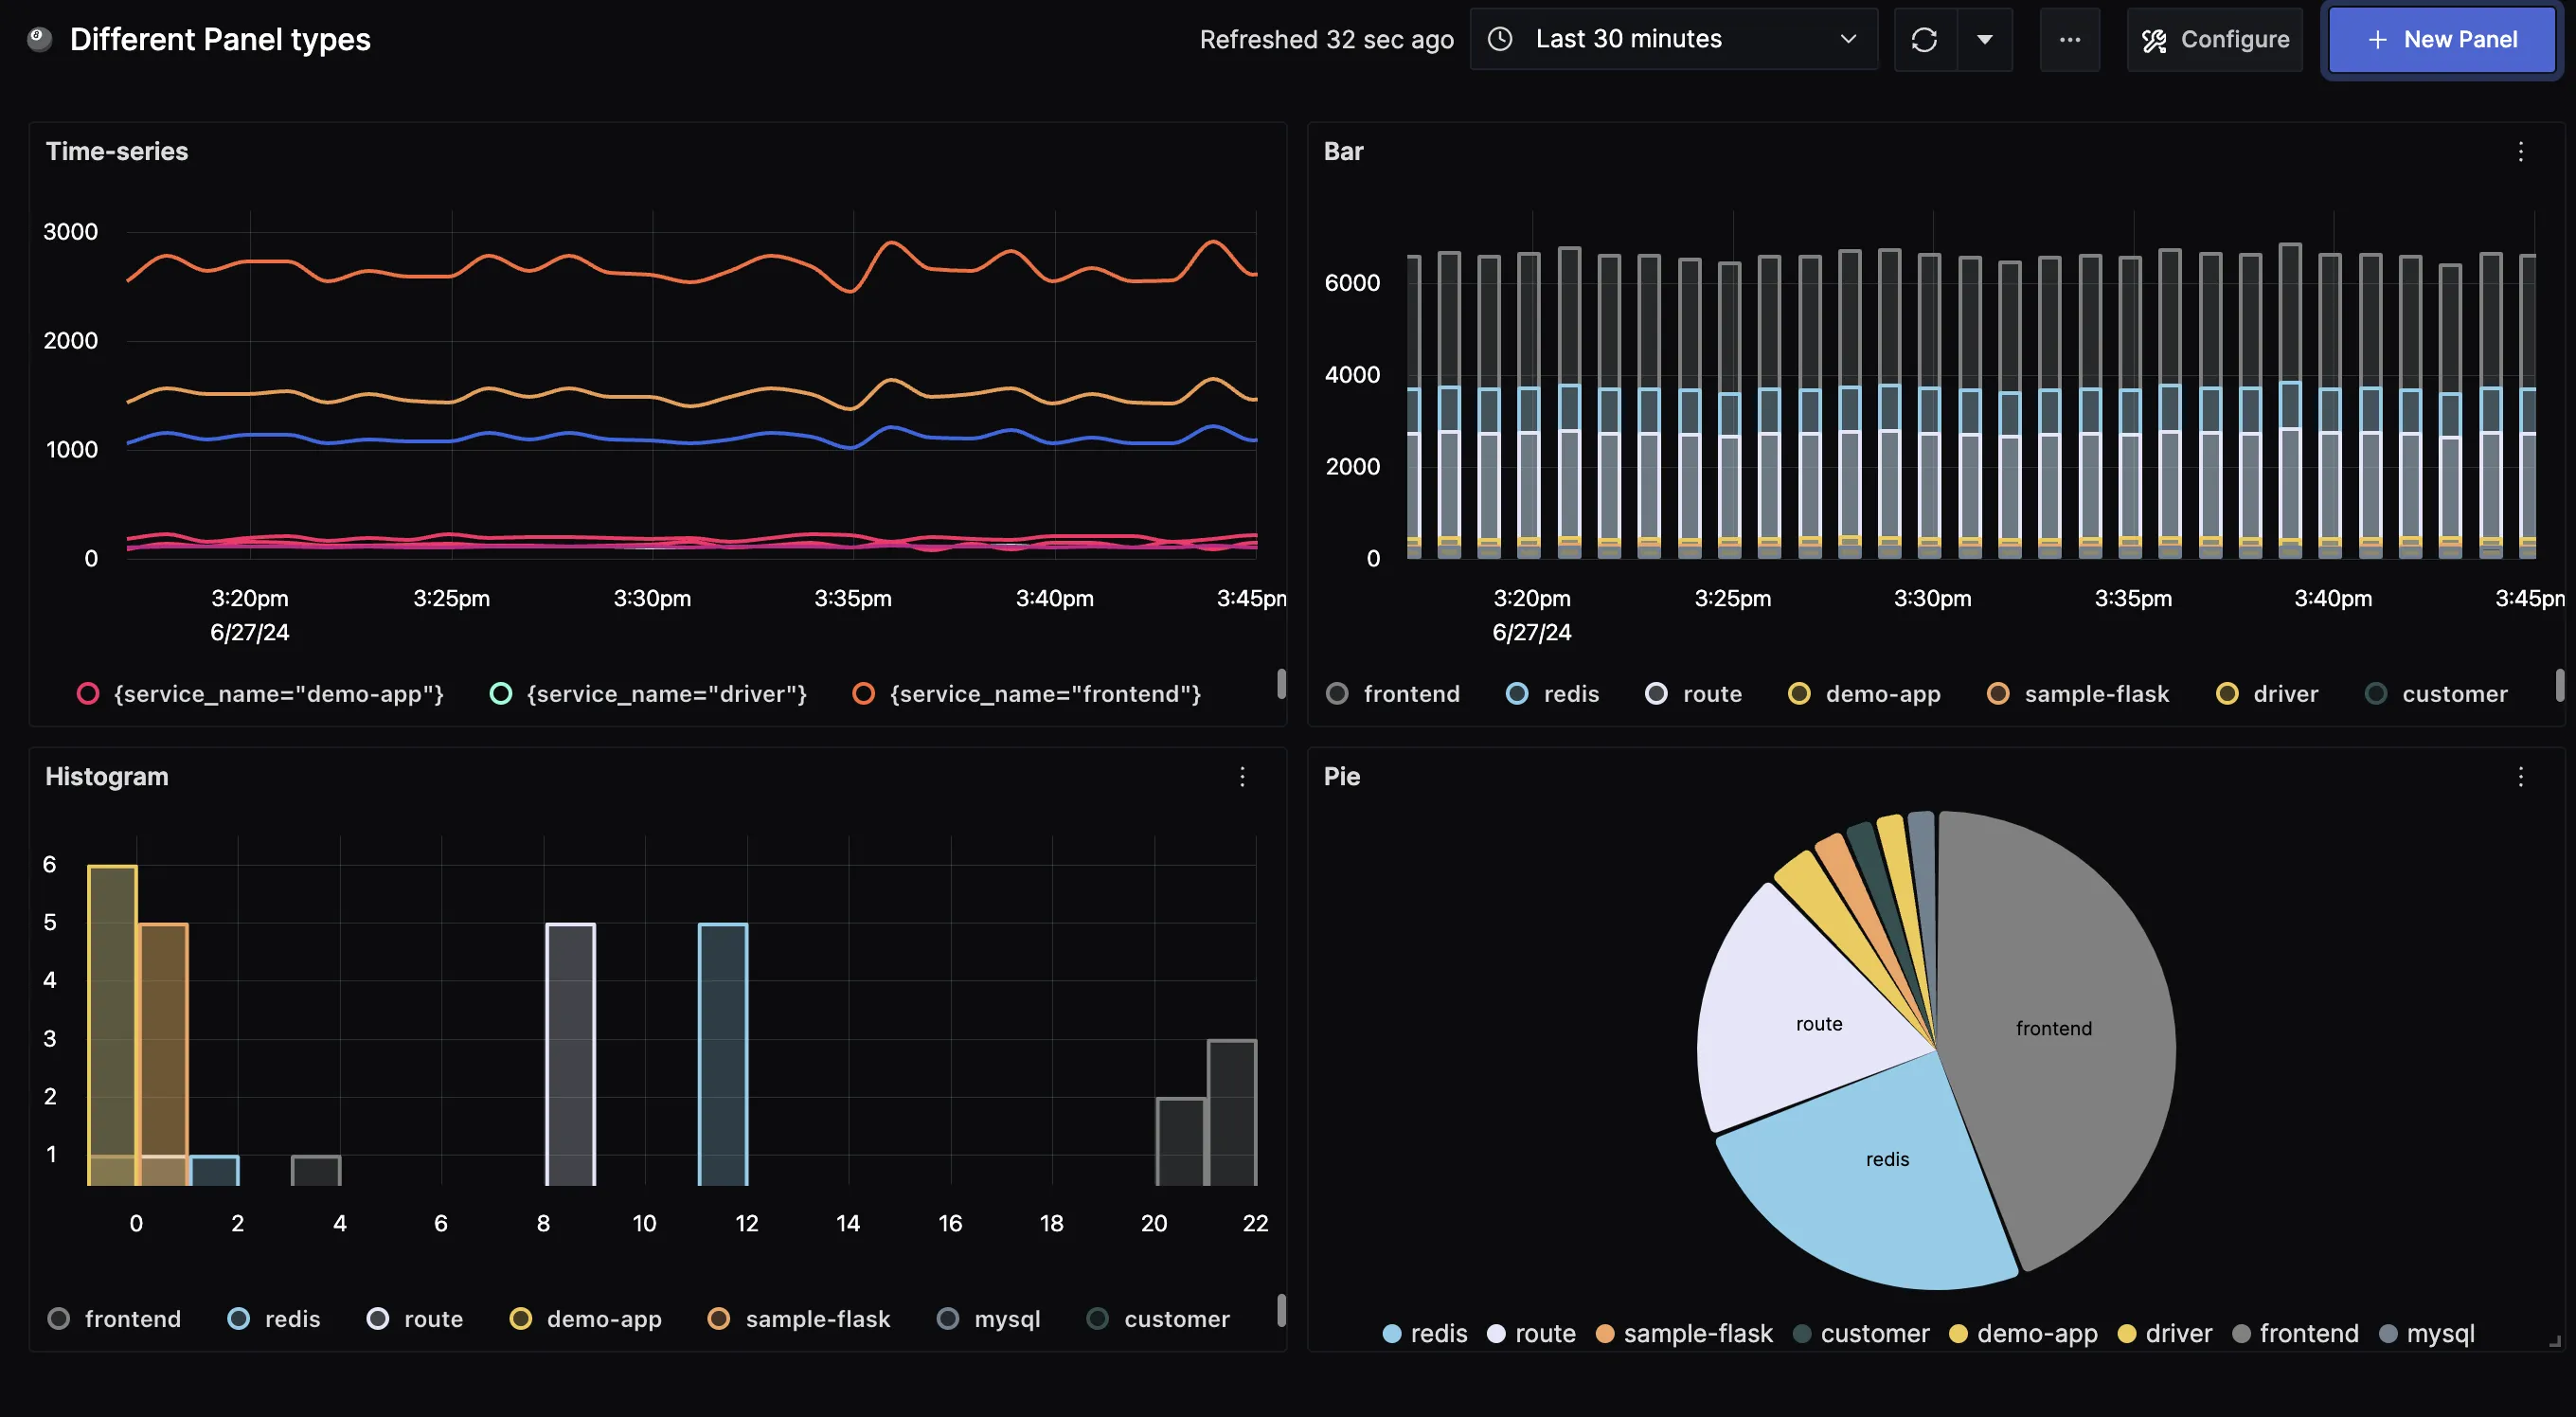 Different Panel types
Refreshed 32 sec ago
Last 30 minutes
Configure
New Panel
Time-series
3000
2000
1000
0
3:20pm 3:25pm 3:30pm 3:35pm 3:40pm 3:45pm
6/27/24
{service_name="demo-app"} {service_name="driver"} {service_name="frontend"}
Bar
6000
4000
2000
0
3:20pm 3:25pm 3:30pm 3:35pm 3:40pm 3:45pm
6/27/24
frontend redis route demo-app sample-flask driver customer
Histogram
6
5
4
3
2
1
0 2 4 6 8 10 12 14 16 18 20 22
frontend redis route demo-app sample-flask mysql customer
Pie
route
frontend
redis
redis route sample-flask customer demo-app driver frontend mysql